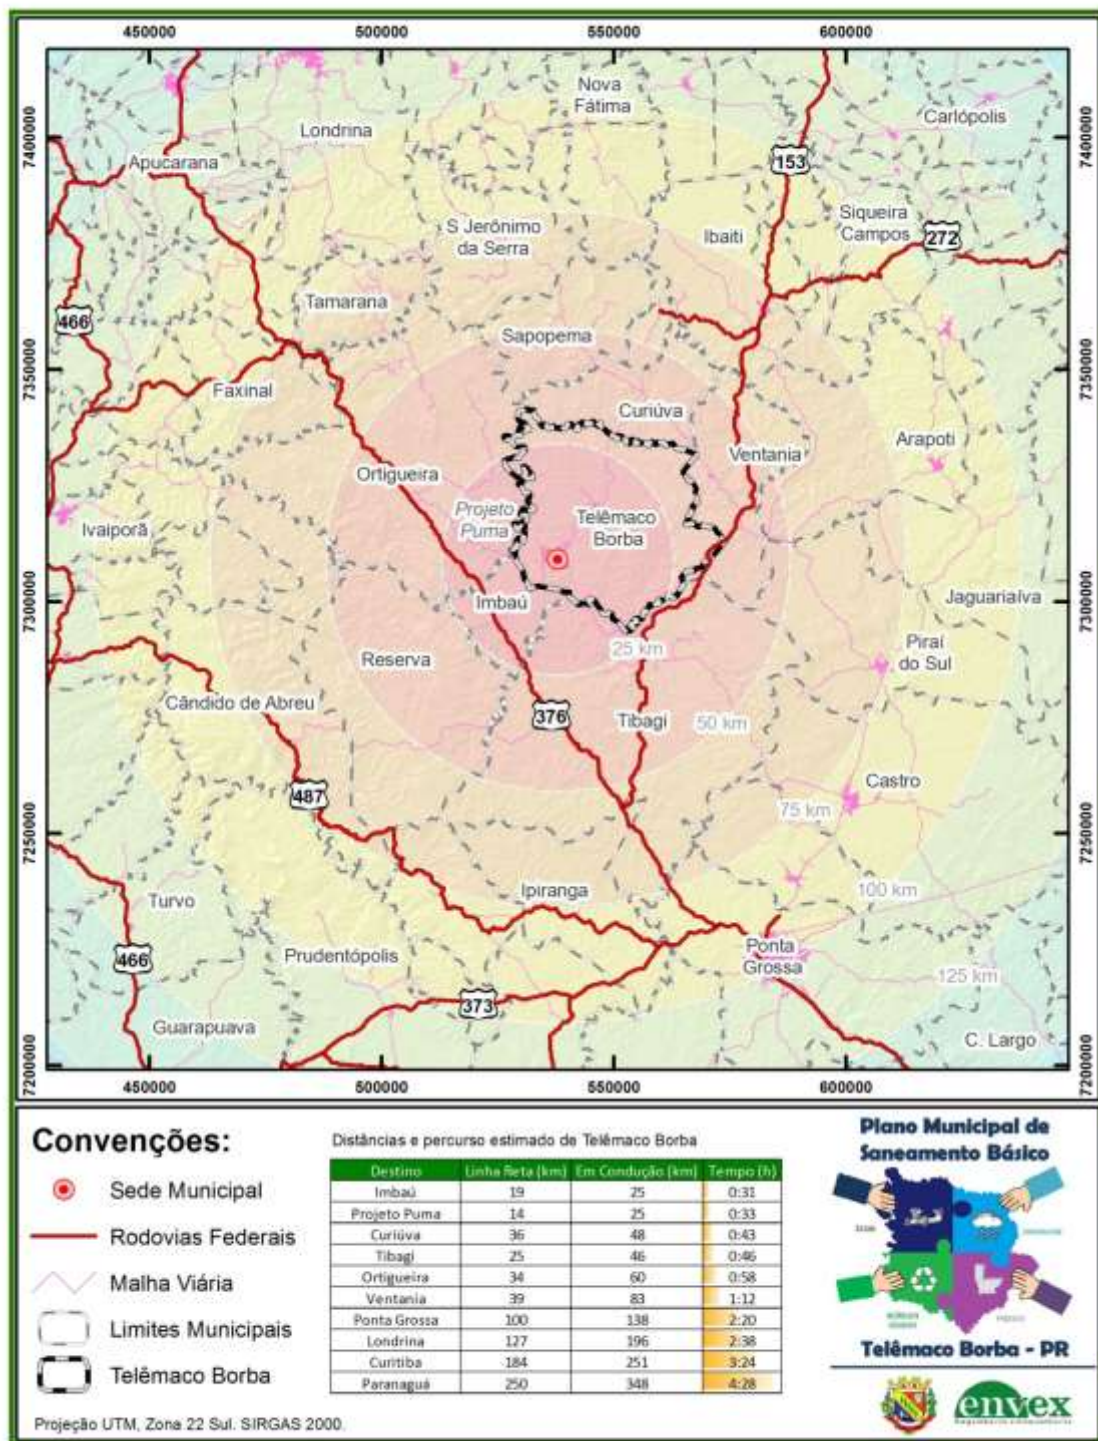 450000 500000 550000 600000
7400000
7350000
7300000
7250000
7200000
7400000
7350000
7300000
7250000
7200000
Nova
Fátima
Carlópolis
Londrina
Apucarana
153
Siqueira
Campos
S Jerônimo
da Serra
Ibaiti
272
Tamarana
466
Sapopema
Faxinal
Curiúva
Arapoti
Ventania
Ortigueira
Projeto
Puma
Telêmaco
Borba
Ivaiporã
Imbaú
Jaguariaíva
25 km
Piraí
do Sul
Reserva
Cândido de Abreu
376
Tibagi
50 km
Castro
487
75 km
100 km
Ipiranga
Turvo
Prudentópolis
Ponta
Grossa
466
125 km
373
Guarapuava
C. Largo
450000 500000 550000 600000
Convenções:
Sede Municipal
Rodovias Federais
Malha Viária
Limites Municipais
Telêmaco Borba
Projeção UTM, Zona 22 Sul. SIRGAS 2000.
Distâncias e percurso estimado de Telêmaco Borba
Destino Linha Reta (km) Em Condução (km) Tempo (h)
Imbaú 19 25 0:31
Projeto Puma 14 25 0:33
Curiúva 36 48 0:43
Tibagi 25 46 0:46
Ortigueira 34 60 0:58
Ventania 39 83 1:12
Ponta Grossa 100 138 2:20
Londrina 127 196 2:38
Curitiba 184 251 3:24
Paranaguá 250 348 4:28
Plano Municipal de
Saneamento Básico
Telêmaco Borba - PR
envex